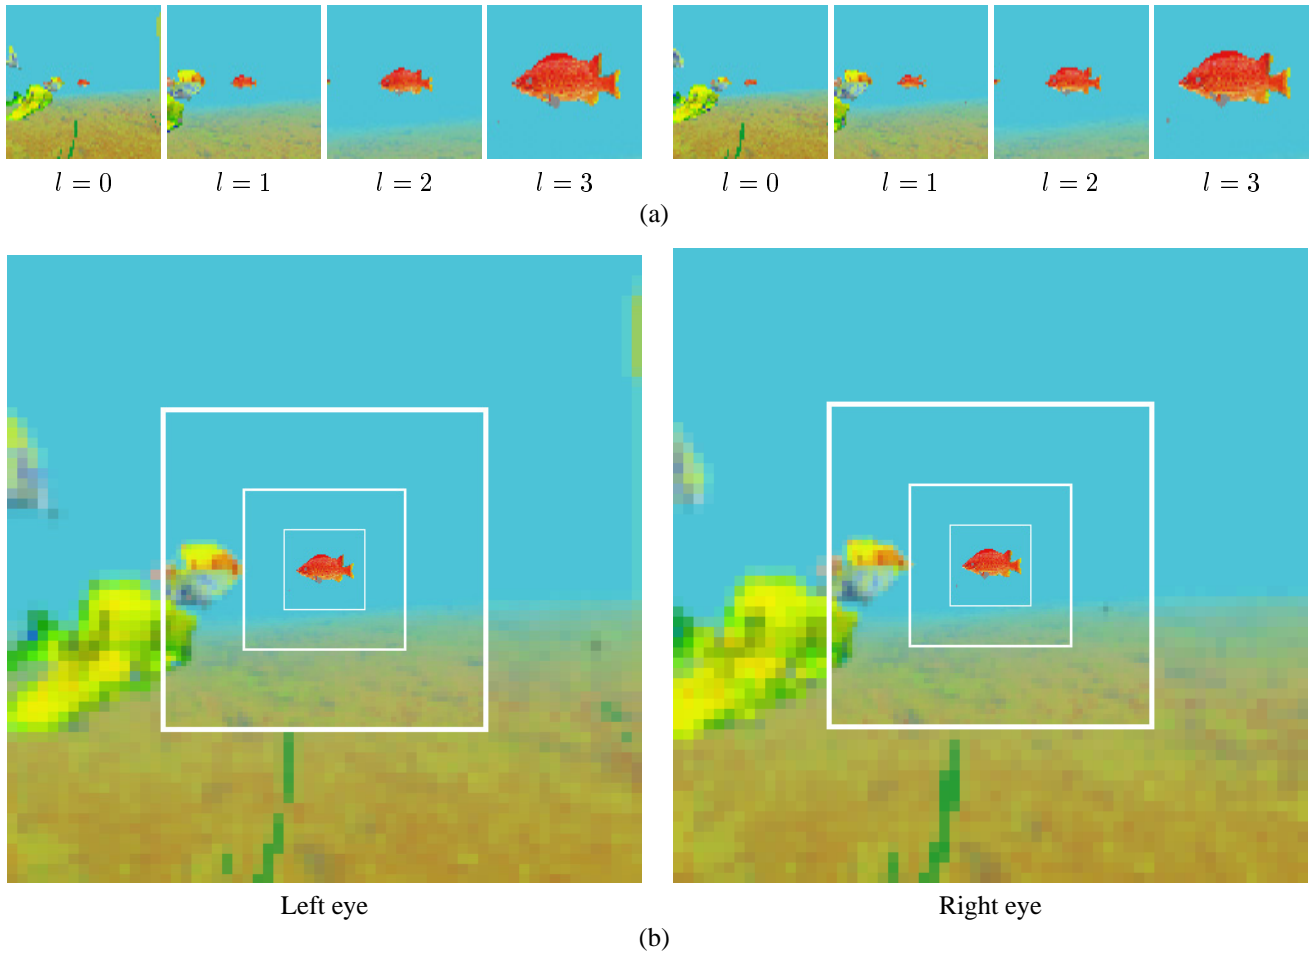 l = 0 l = 1 l = 2 l = 3 l = 0 l = 1 l = 2 l = 3
(a)
Left eye Right eye
(b)